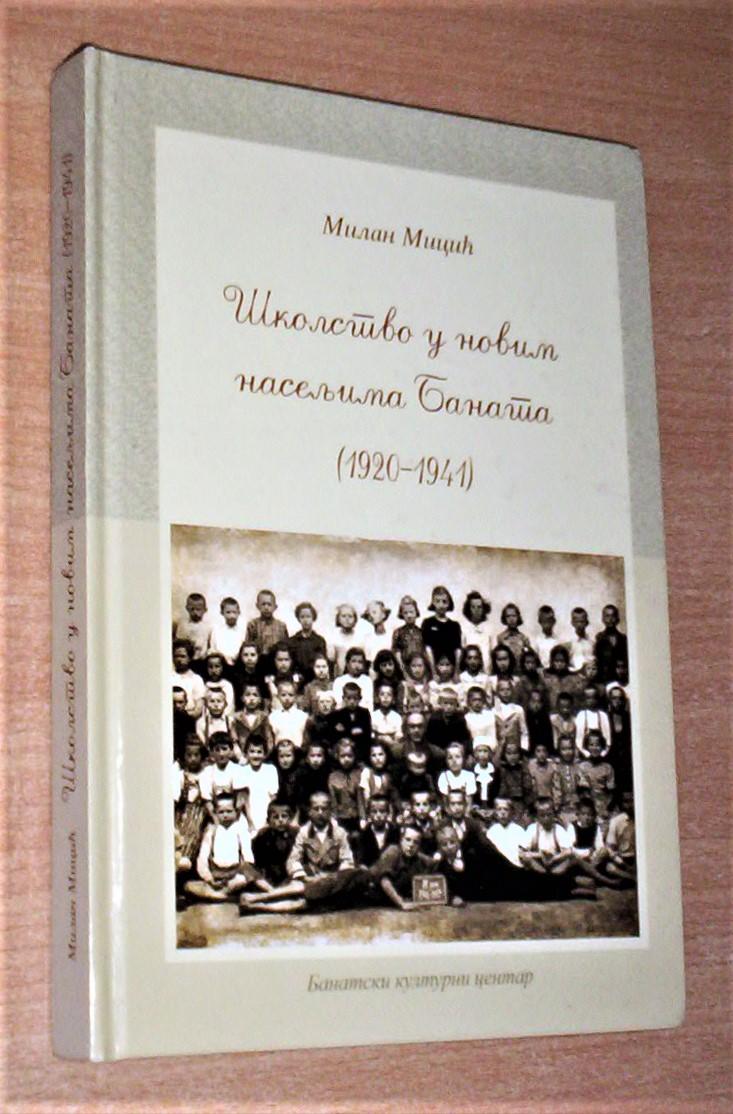 Милан Мицић
Школство у новим
насељима Баната
(1920–1941)
Банатски културни центар
Милан Мицић Школство у новим насељима Баната (1920–1941)